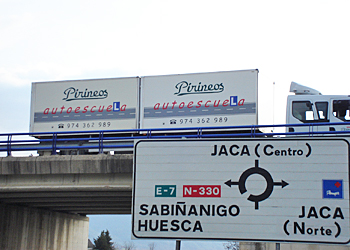 Pirineos
autoescueLa
974 362 989
Pirineos
autoescueLa
974 362 989
JACA (Centro)
E-7 N-330
SABIÑANIGO
HUESCA
JACA
(Norte)